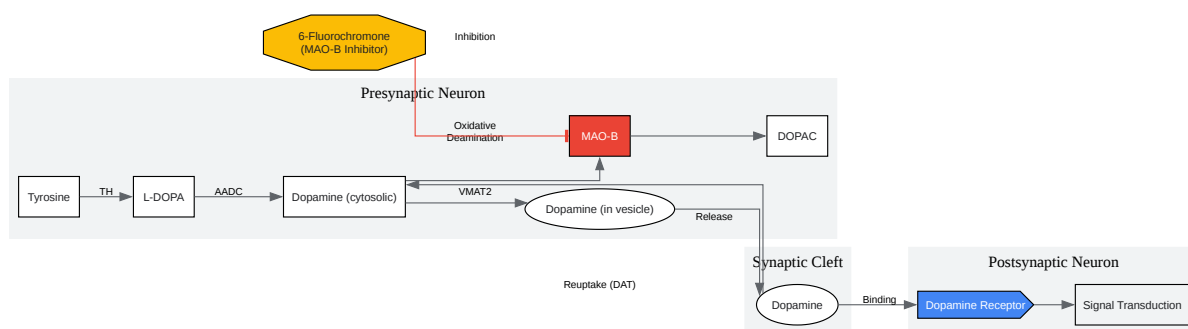 6-Fluorochromone
(MAO-B Inhibitor)
Inhibition
Presynaptic Neuron
Oxidative
Deamination
MAO-B
DOPAC
Tyrosine
TH
L-DOPA
AADC
Dopamine (cytosolic)
VMAT2
Dopamine (in vesicle)
Release
Synaptic Cleft
Postsynaptic Neuron
Reuptake (DAT)
Dopamine
Binding
Dopamine Receptor
Signal Transduction